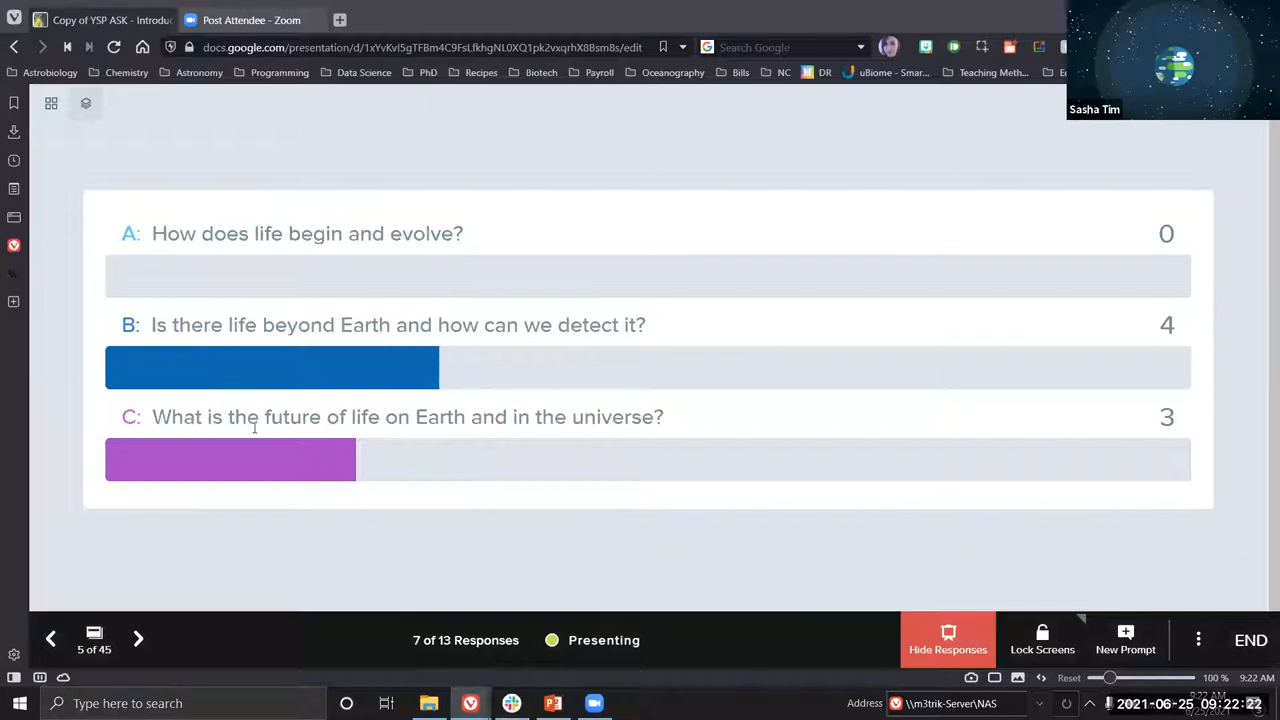 Copy of YSP ASK - Introduc
Post Attendee - Zoom
docs.google.com/presentation/d/1xYvKvI5gTFBm4C9FsLfkhgNL0XQ1pk2vxqrhX8Bsm8s/edit
Search Google
Astrobiology
Chemistry
Astronomy
Programming
Data Science
PhD
Recipes
Biotech
Payroll
Oceanography
Bills
NC
DR
uBiome - Smar...
Teaching Meth...
Sasha Tim
A: How does life begin and evolve? 0
B: Is there life beyond Earth and how can we detect it? 4
C: What is the future of life on Earth and in the universe? 3
5 of 45
7 of 13 Responses
Presenting
Hide Responses
Lock Screens
New Prompt
END
Reset
100 %
9:22 AM
Type here to search
Address
\\m3trik-Server\NAS
9:22 AM
2021-06-25 09:22:22